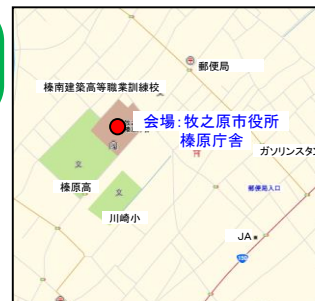 郵便局
榛南建築高等職業訓練校
会場:牧之原市役所
榛原庁舎
ガソリンスタ
榛原高
郵便局入口
川崎小
JA
150